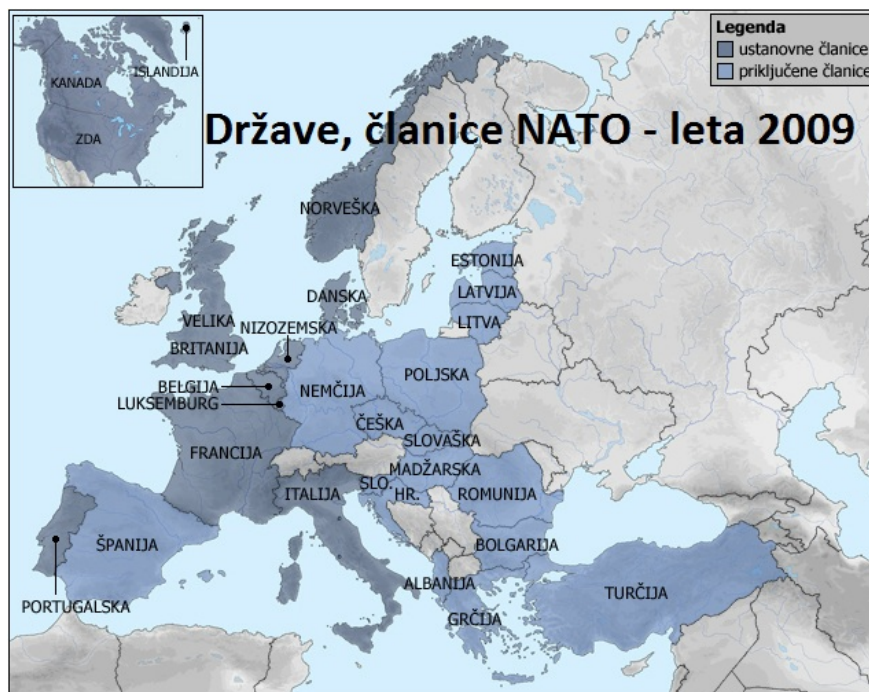 Legenda
ustanovne članice
priključene članice
ISLANDIJA
KANADA
ZDA
Države, članice NATO - leta 2009
NORVEŠKA
ESTONIJA
LATVIJA
LITVA
DANSKA
VELIKA
BRITANIJA
NIZOZEMSKA
BELGIJA
LUKSEMBURG
NEMČIJA
POLJSKA
ČEŠKA
SLOVAŠKA
FRANCIJA
MADŽARSKA
SLO.
HR.
ROMUNIJA
ITALIJA
ŠPANIJA
BOLGARIJA
ALBANIJA
TURČIJA
PORTUGALSKA
GRČIJA